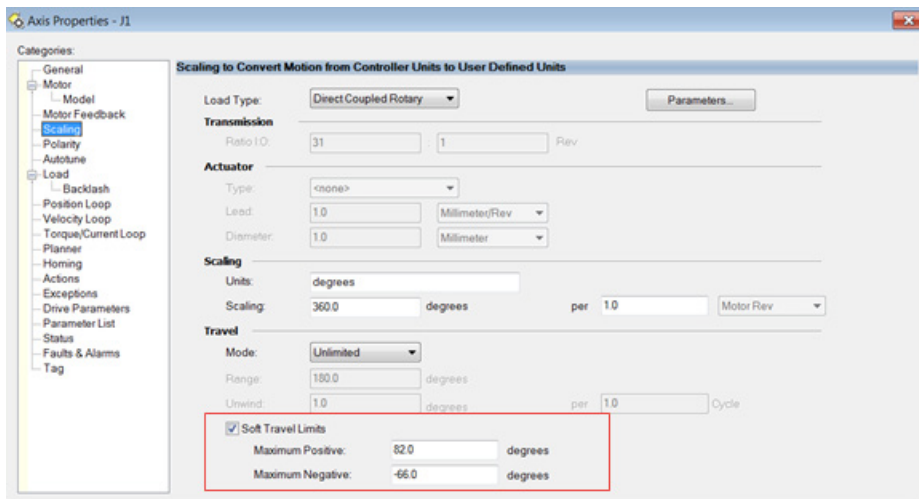 Axis Properties - J1
Categories:
General
Motor
Model
Motor Feedback
Scaling
Polarity
Autotune
Load
Backlash
Position Loop
Velocity Loop
Torque/Current Loop
Planner
Homing
Actions
Exceptions
Drive Parameters
Parameter List
Status
Faults & Alarms
Tag
Scaling to Convert Motion from Controller Units to User Defined Units
Load Type: Direct Coupled Rotary Parameters...
Transmission
Ratio I:O: 31 : 1 Rev
Actuator
Type: <none>
Lead: 1.0 Millimeter/Rev
Diameter: 1.0 Millimeter
Scaling
Units: degrees
Scaling: 360.0 degrees per 1.0 Motor Rev
Travel
Mode: Unlimited
Range: 180.0 degrees
Unwind: 1.0 degrees per 1.0 Cycle
Soft Travel Limits
Maximum Positive: 82.0 degrees
Maximum Negative: -66.0 degrees